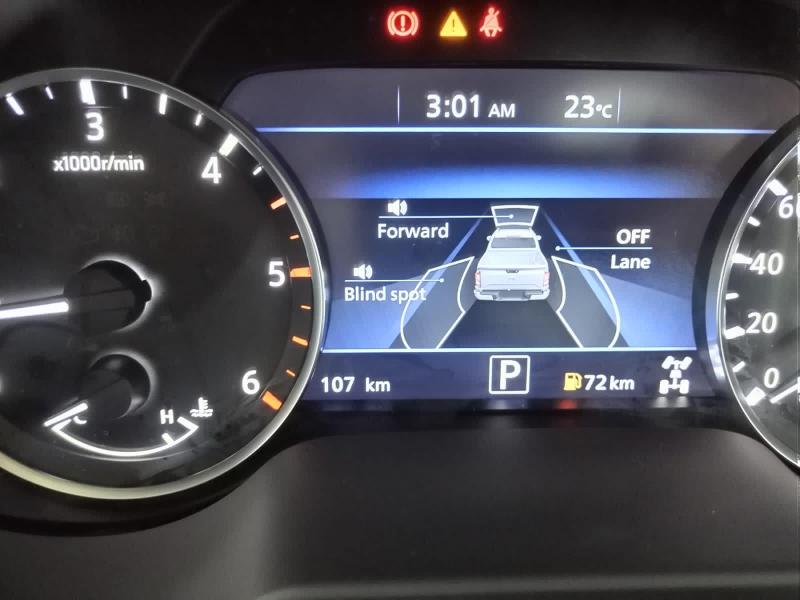 3:01 AM 23°C
3
x1000r/min
4
5
6
C H
Forward
Blind spot
OFF
Lane
107 km
P
72 km
60
40
20
0